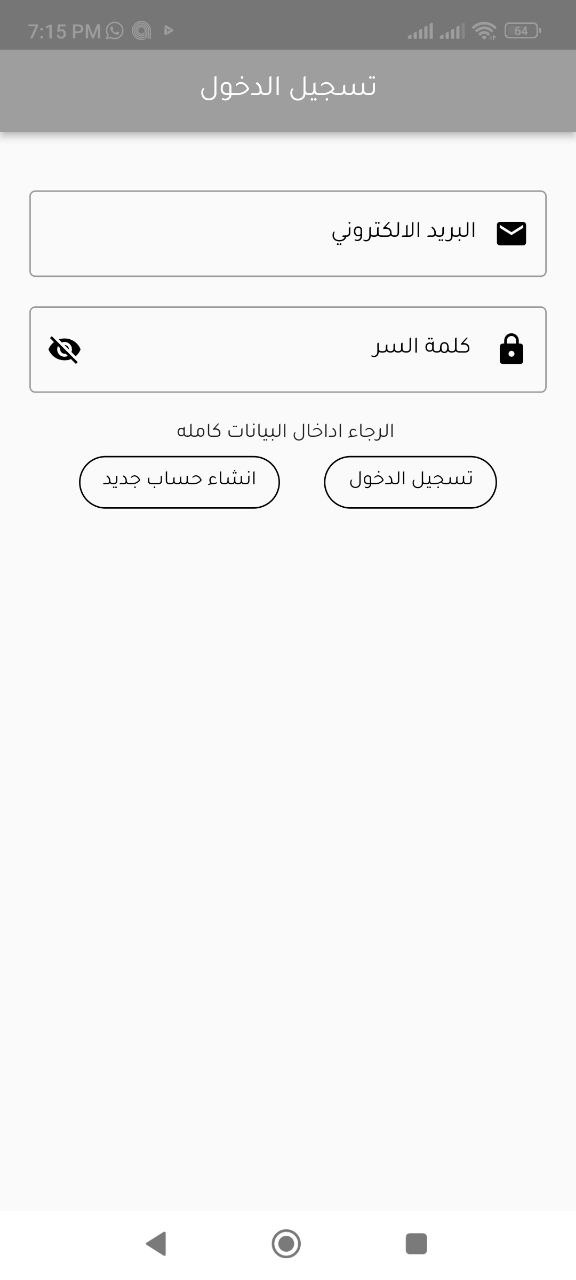 7:15 PM 64
تسجيل الدخول
البريد الالكتروني
كلمة السر
الرجاء اداخال البيانات كامله
تسجيل الدخول
انشاء حساب جديد